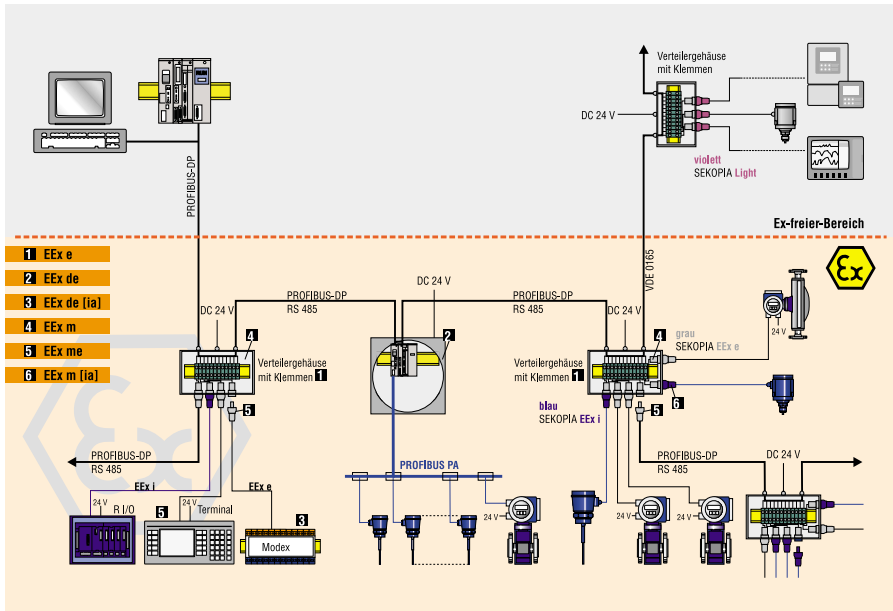 Verteilergehäuse
mit Klemmen
DC 24 V
violett
SEKOPIA Light
PROFIBUS-DP
Ex-freier-Bereich
1 EEx e
2 EEx de
3 EEx de [ia]
4 EEx m
5 EEx me
6 EEx m [ia]
Ex
VDE 0165
DC 24 V
PROFIBUS-DP
RS 485
DC 24 V
PROFIBUS-DP
RS 485
DC 24 V
24 V
grau
SEKOPIA EEx e
4
2
4
Verteilergehäuse
mit Klemmen 1
Verteilergehäuse
mit Klemmen 1
5
5
6
blau
SEKOPIA EEx i
PROFIBUS-DP
RS 485
PROFIBUS PA
PROFIBUS-DP
RS 485
DC 24 V
EEx i
EEx e
24 V
R I/O
24 V
Terminal
5
3
Modex
24 V
24 V
24 V
24 V
Ex